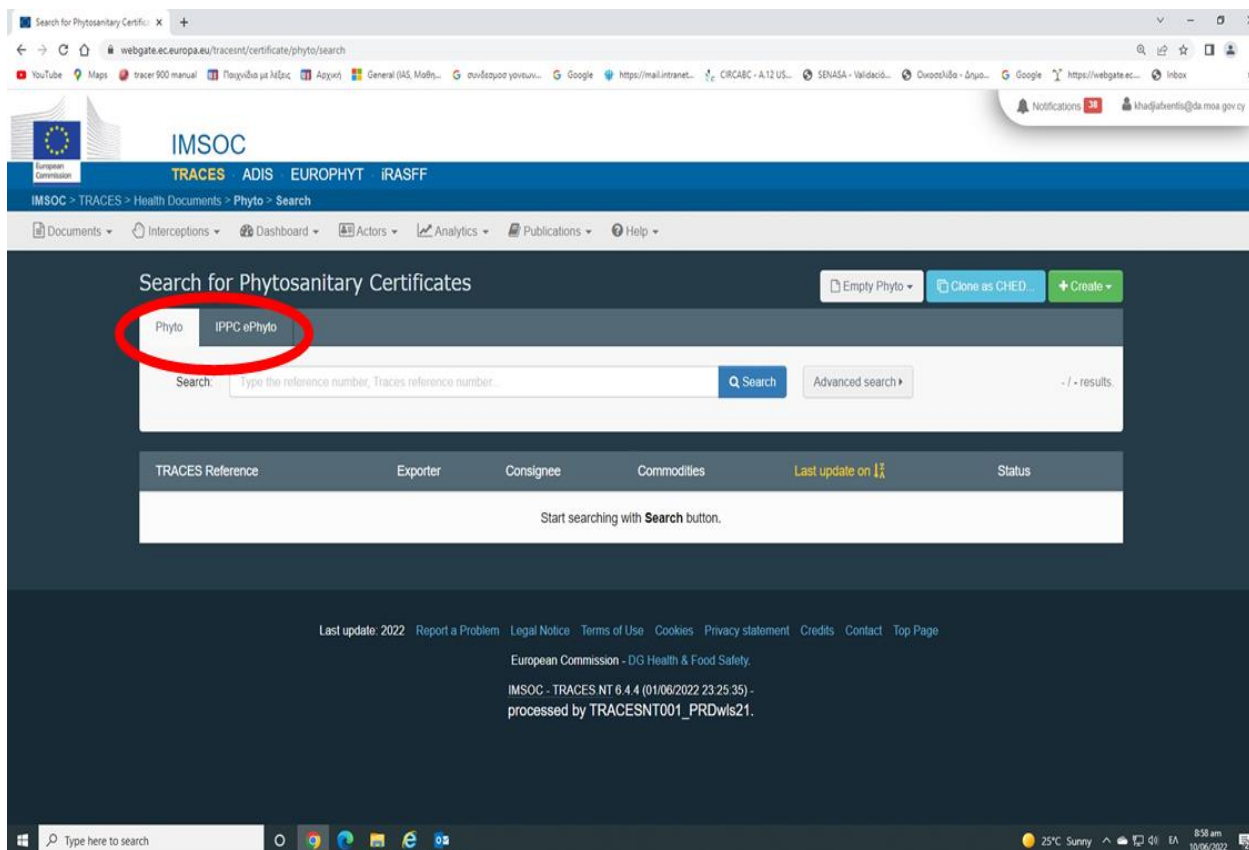 Search for Phytosanitary Certific
webgate.ec.europa.eu/tracesnt/certificate/phyto/search
YouTube Maps tracer 900 manual Παιχνίδια με λέξεις Αρχική General (IAS, Μαθη... G σύνδεσμος γονεων... G Google https://mail.intranet... CIRCABC - A.12 US... SENASA - Validació... Οικοσελίδα - Δημο... G Google https://webgate.ec... Inbox
Notifications 38 khadjiafxentis@da.moa.gov.cy
European Commission
IMSOC
TRACES ADIS EUROPHYT iRASFF
IMSOC > TRACES > Health Documents > Phyto > Search
Documents Interceptions Dashboard Actors Analytics Publications Help
Search for Phytosanitary Certificates
Empty Phyto Clone as CHED... + Create
Phyto IPPC ePhyto
Search: Type the reference number, Traces reference number... Search Advanced search - / - results.
TRACES Reference Exporter Consignee Commodities Last update on Status
Start searching with Search button.
Last update: 2022 Report a Problem Legal Notice Terms of Use Cookies Privacy statement Credits Contact Top Page
European Commission - DG Health & Food Safety.
IMSOC - TRACES NT 6.4.4 (01/06/2022 23:25:35) -
processed by TRACESNT001_PRDwls21.
Type here to search
25°C Sunny ΕΛ 8:58 am
10/06/2022